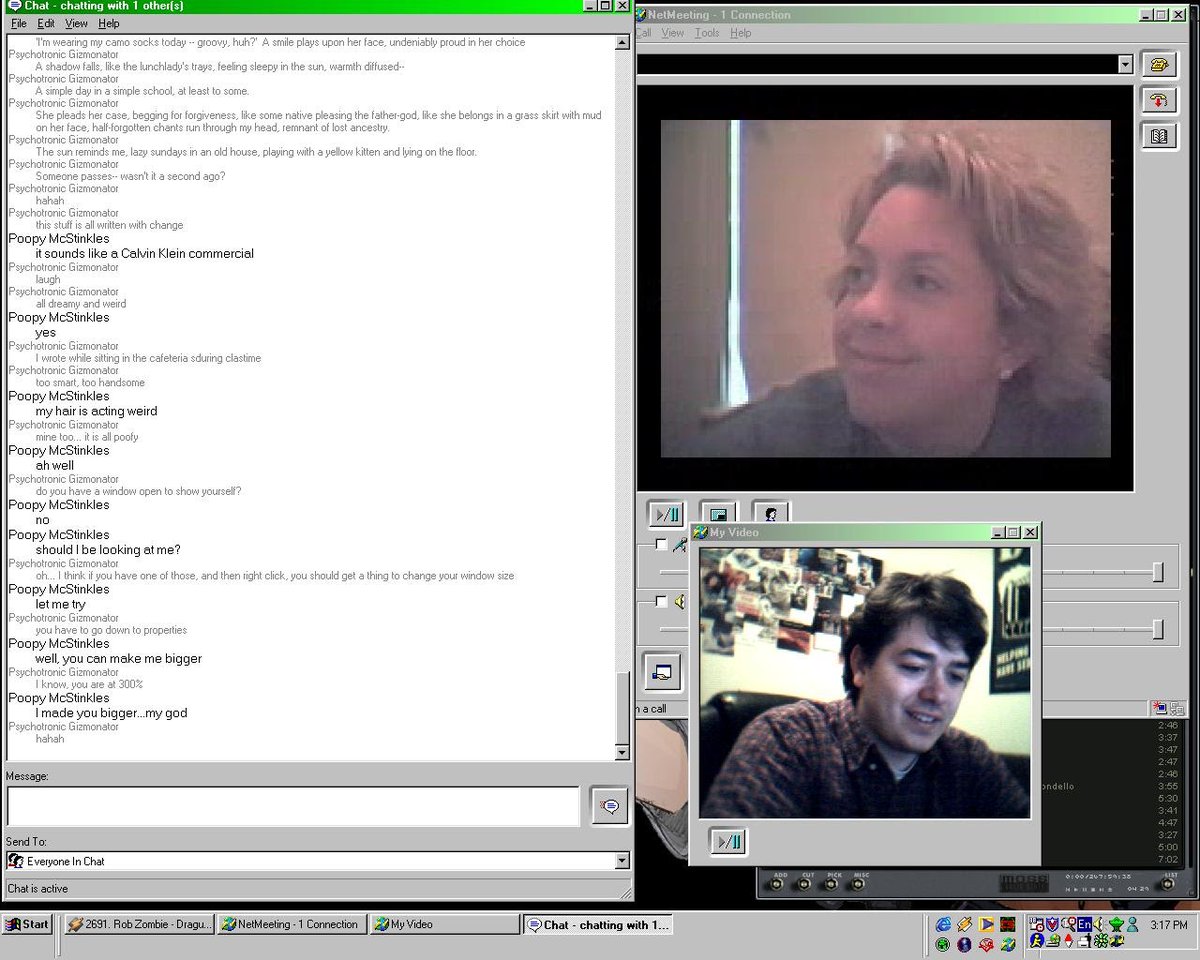 Chat - chatting with 1 other(s)
File Edit View Help
'I'm wearing my camo socks today -- groovy, huh?' A smile plays upon her face, undeniably proud in her choice
Psychotronic Gizmonator
A shadow falls, like the lunchlady's trays, feeling sleepy in the sun, warmth diffused--
Psychotronic Gizmonator
A simple day in a simple school, at least to some.
Psychotronic Gizmonator
She pleads her case, begging for forgiveness, like some native pleasing the father-god, like she belongs in a grass skirt with mud
on her face, half-forgotten chants run through my head, remnant of lost ancestry.
Psychotronic Gizmonator
The sun reminds me, lazy sundays in an old house, playing with a yellow kitten and lying on the floor.
Psychotronic Gizmonator
Someone passes-- wasn't it a second ago?
Psychotronic Gizmonator
hahah
Psychotronic Gizmonator
this stuff is all written with change
Poopy McStinkles
it sounds like a Calvin Klein commercial
Psychotronic Gizmonator
laugh
Psychotronic Gizmonator
all dreamy and weird
Poopy McStinkles
yes
Psychotronic Gizmonator
I wrote while sitting in the cafeteria sduring clastime
Psychotronic Gizmonator
too smart, too handsome
Poopy McStinkles
my hair is acting weird
Psychotronic Gizmonator
mine too... it is all poofy
Poopy McStinkles
ah well
Psychotronic Gizmonator
do you have a window open to show yourself?
Poopy McStinkles
no
Poopy McStinkles
should I be looking at me?
Psychotronic Gizmonator
oh... I think if you have one of those, and then right click, you should get a thing to change your window size
Poopy McStinkles
let me try
Psychotronic Gizmonator
you have to go down to properties
Poopy McStinkles
well, you can make me bigger
Psychotronic Gizmonator
I know, you are at 300%
Poopy McStinkles
I made you bigger...my god
Psychotronic Gizmonator
hahah
Message:
Send To:
Everyone In Chat
Chat is active
NetMeeting - 1 Connection
Call View Tools Help
My Video
n a call
2:46
3:37
3:47
2:47
2:46
ondello 3:55
5:30
3:41
4:47
3:27
5:00
7:02
ADD CUT PICK MISC
LIST
04:29
Start
2691. Rob Zombie - Dragu...
NetMeeting - 1 Connection
My Video
Chat - chatting with 1...
En
3:17 PM